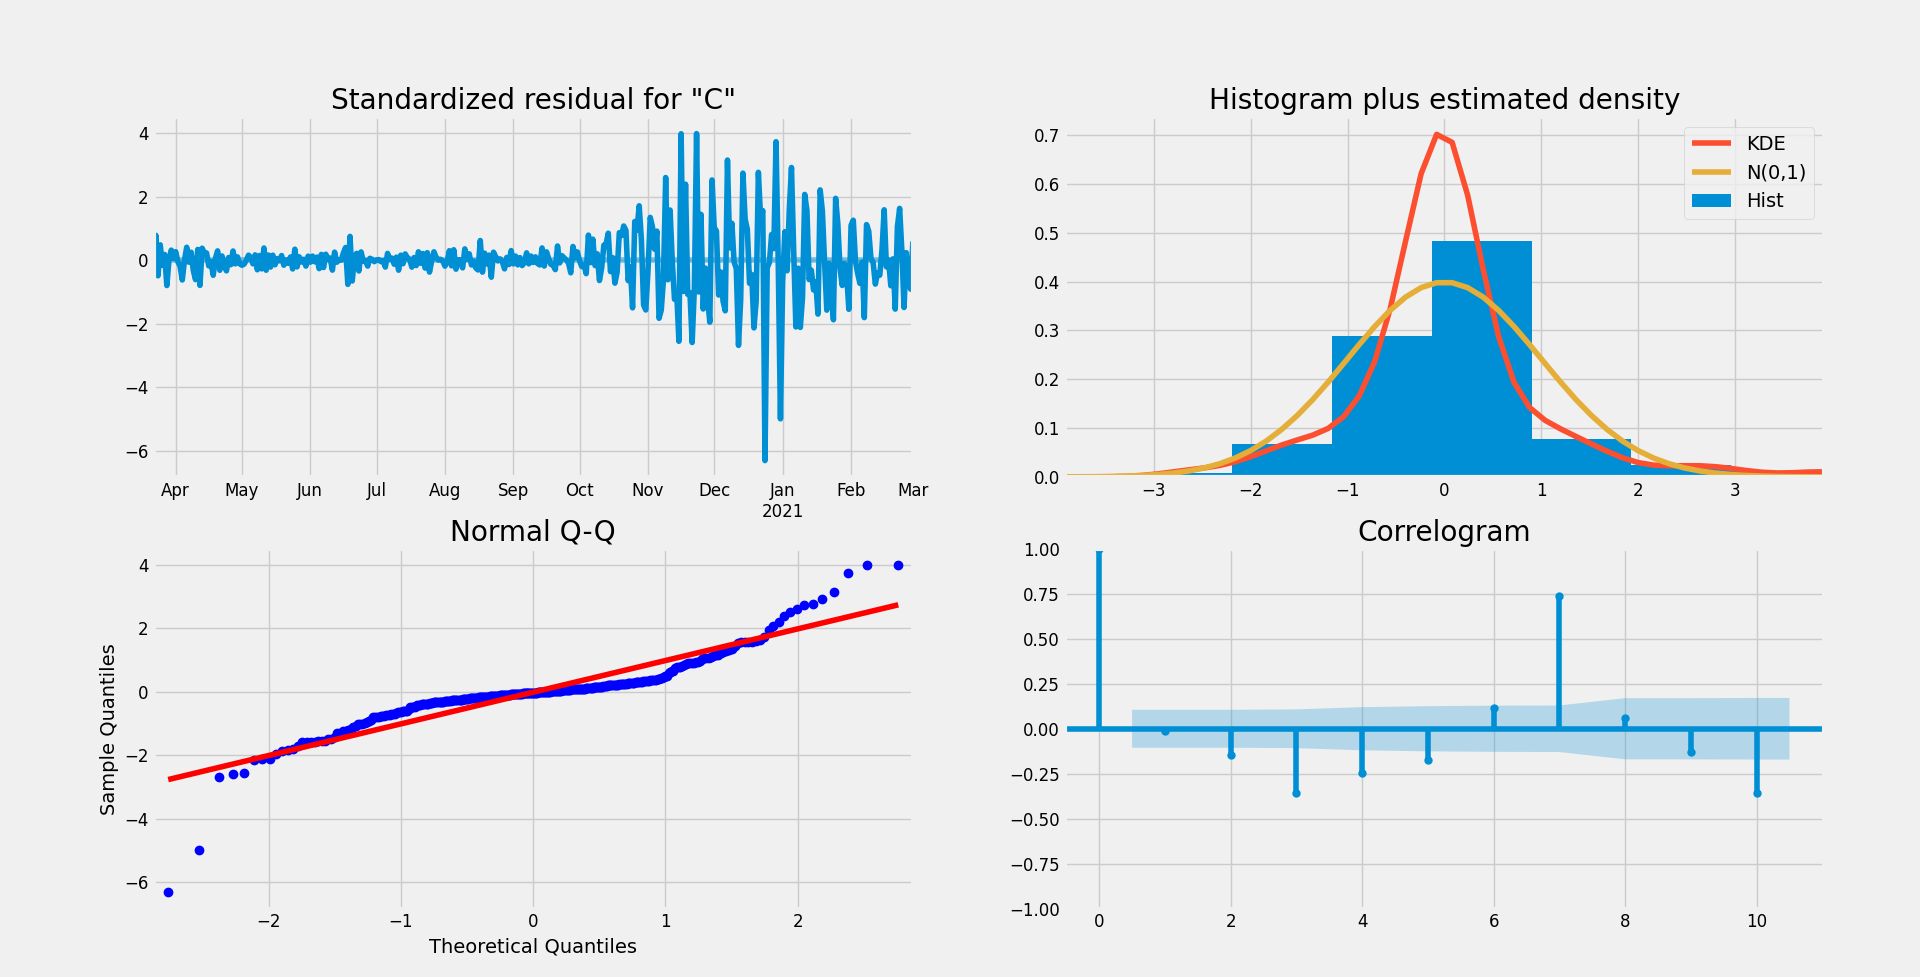 Standardized residual for "C"
4
2
0
−2
−4
−6
Apr May Jun Jul Aug Sep Oct Nov Dec Jan Feb Mar
2021
Histogram plus estimated density
0.7
0.6
0.5
0.4
0.3
0.2
0.1
0.0
KDE
N(0,1)
Hist
−3 −2 −1 0 1 2 3
Normal Q-Q
Sample Quantiles
4
2
0
−2
−4
−6
−2 −1 0 1 2
Theoretical Quantiles
Correlogram
1.00
0.75
0.50
0.25
0.00
−0.25
−0.50
−0.75
−1.00
0 2 4 6 8 10